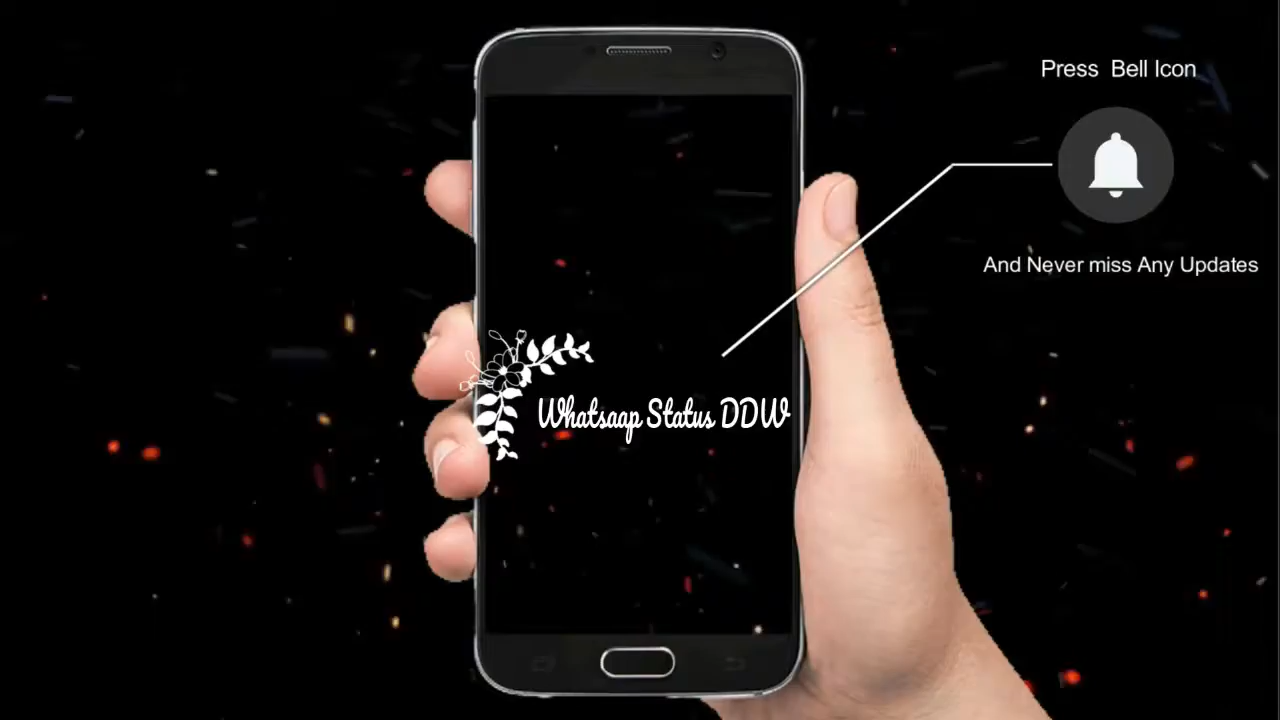 Press Bell Icon
And Never miss Any Updates
Whatsaap Status DDW